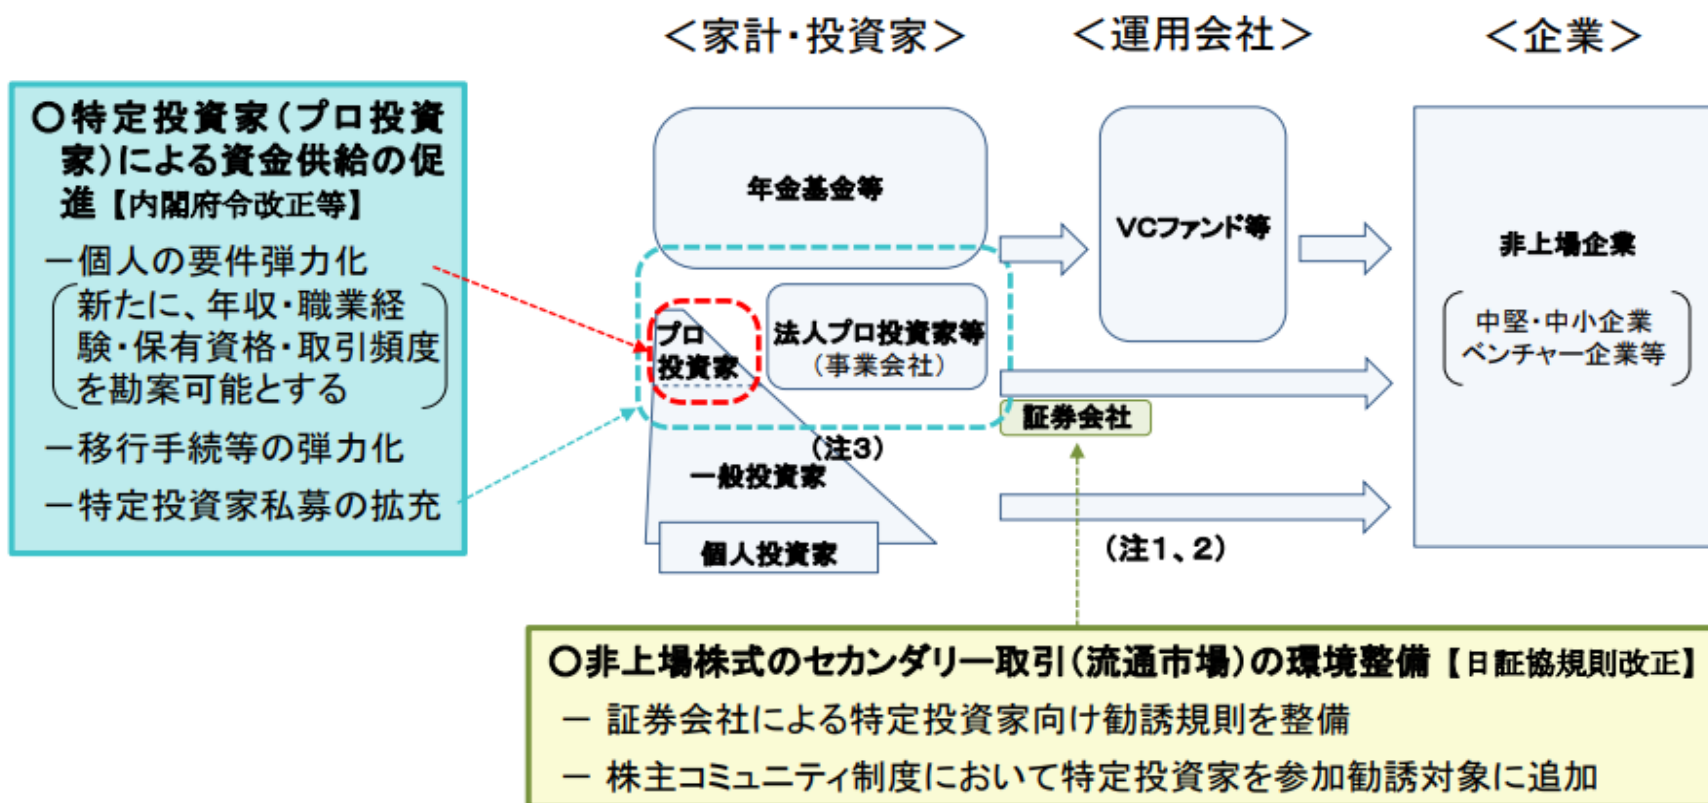 ＜家計・投資家＞
＜運用会社＞
＜企業＞
○特定投資家（プロ投資
家）による資金供給の促
進【内閣府令改正等】
－個人の要件弾力化
新たに、年収・職業経
験・保有資格・取引頻度
を勘案可能とする
－移行手続等の弾力化
－特定投資家私募の拡充
年金基金等
プロ
投資家
法人プロ投資家等
（事業会社）
（注3）
一般投資家
個人投資家
VCファンド等
証券会社
（注1、2）
非上場企業
中堅・中小企業
ベンチャー企業等
○非上場株式のセカンダリー取引（流通市場）の環境整備【日証協規則改正】
－ 証券会社による特定投資家向け勧誘規則を整備
－ 株主コミュニティ制度において特定投資家を参加勧誘対象に追加